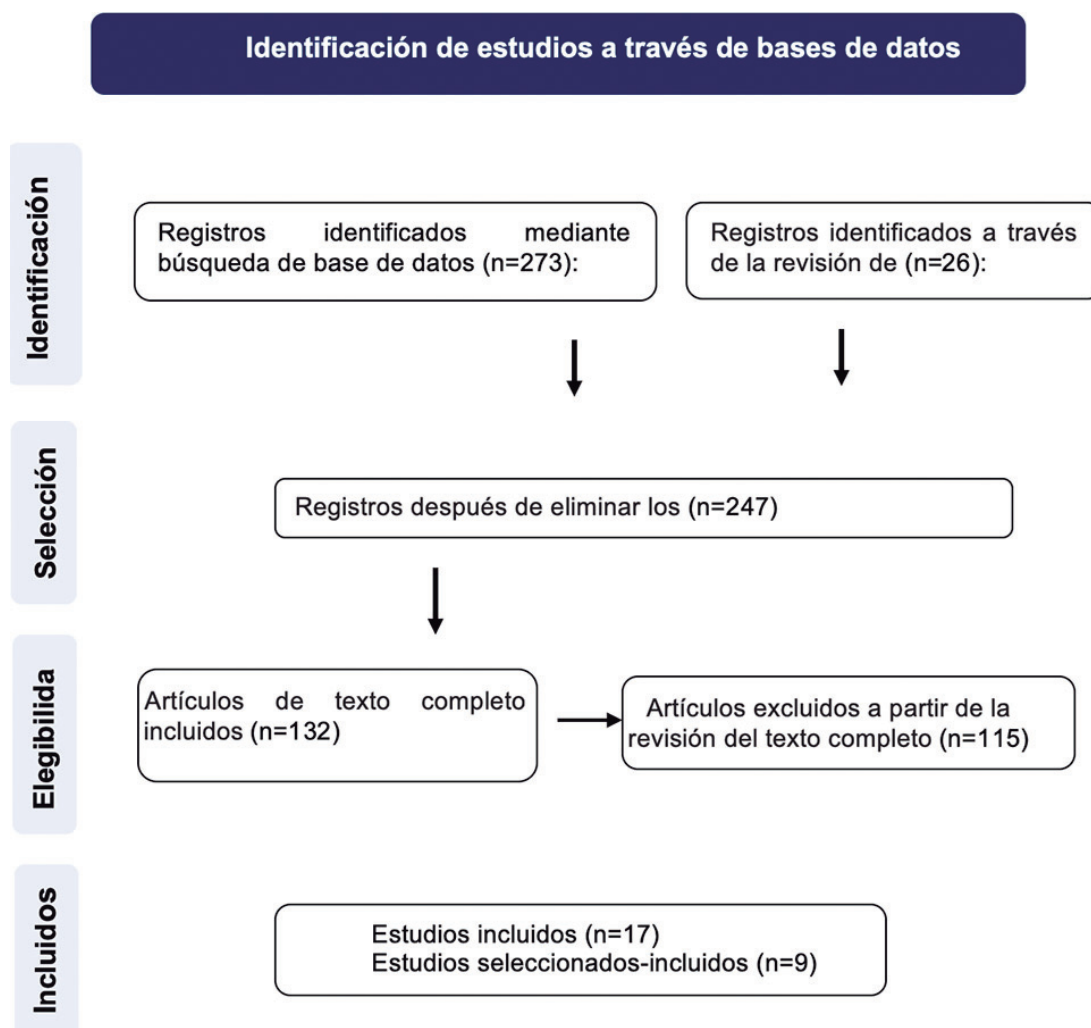 Identificación de estudios a través de bases de datos
Identificación
Registros identificados mediante
búsqueda de base de datos (n=273):
Registros identificados a través
de la revisión de (n=26):
Selección
Registros después de eliminar los (n=247)
Elegibilida
Artículos de texto completo
incluidos (n=132)
Artículos excluidos a partir de la
revisión del texto completo (n=115)
Incluidos
Estudios incluidos (n=17)
Estudios seleccionados-incluidos (n=9)